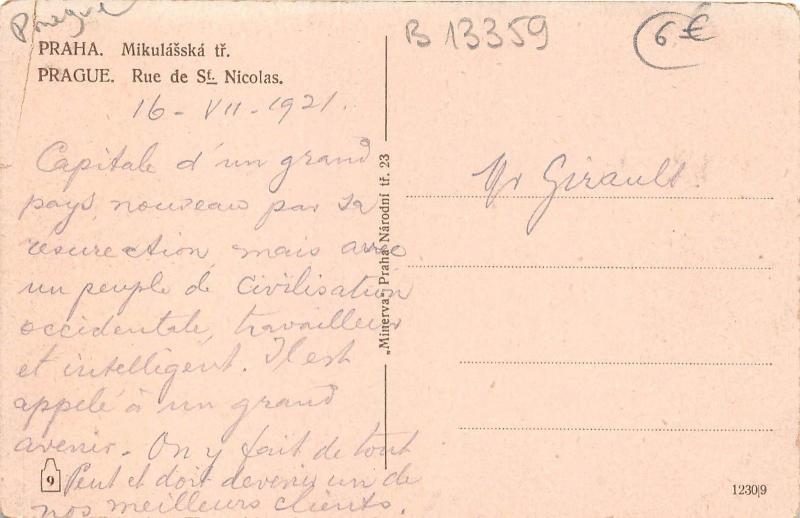 Prague
B 13359
6 €
PRAHA. Mikulášská tř.
PRAGUE. Rue de St. Nicolas.
16 - VII - 1921.
Capitale d'un grand
pays, nouveau par sa
résurection, mais avec
un peuple de civilisation
occidentale, travailleur
et intelligent. Il est
appelé à un grand
avenir. - On y fait de tout
Peut et doit devenir un de
nos meilleurs clients.
Mr Girault.
„Minerva“ Praha Národní tř. 23
9
1230|9